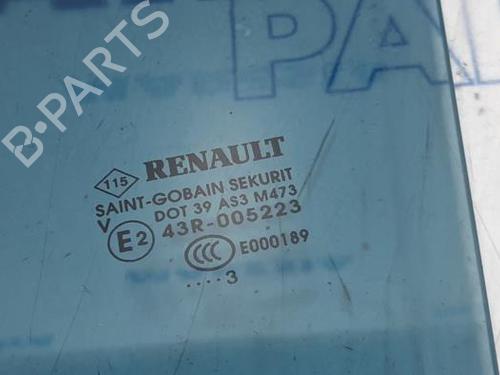 PA
B-PARTS
115 RENAULT
SAINT-GOBAIN SEKURIT
V DOT 39 AS3 M473
E2 43R-005223
CCC E000189
....3